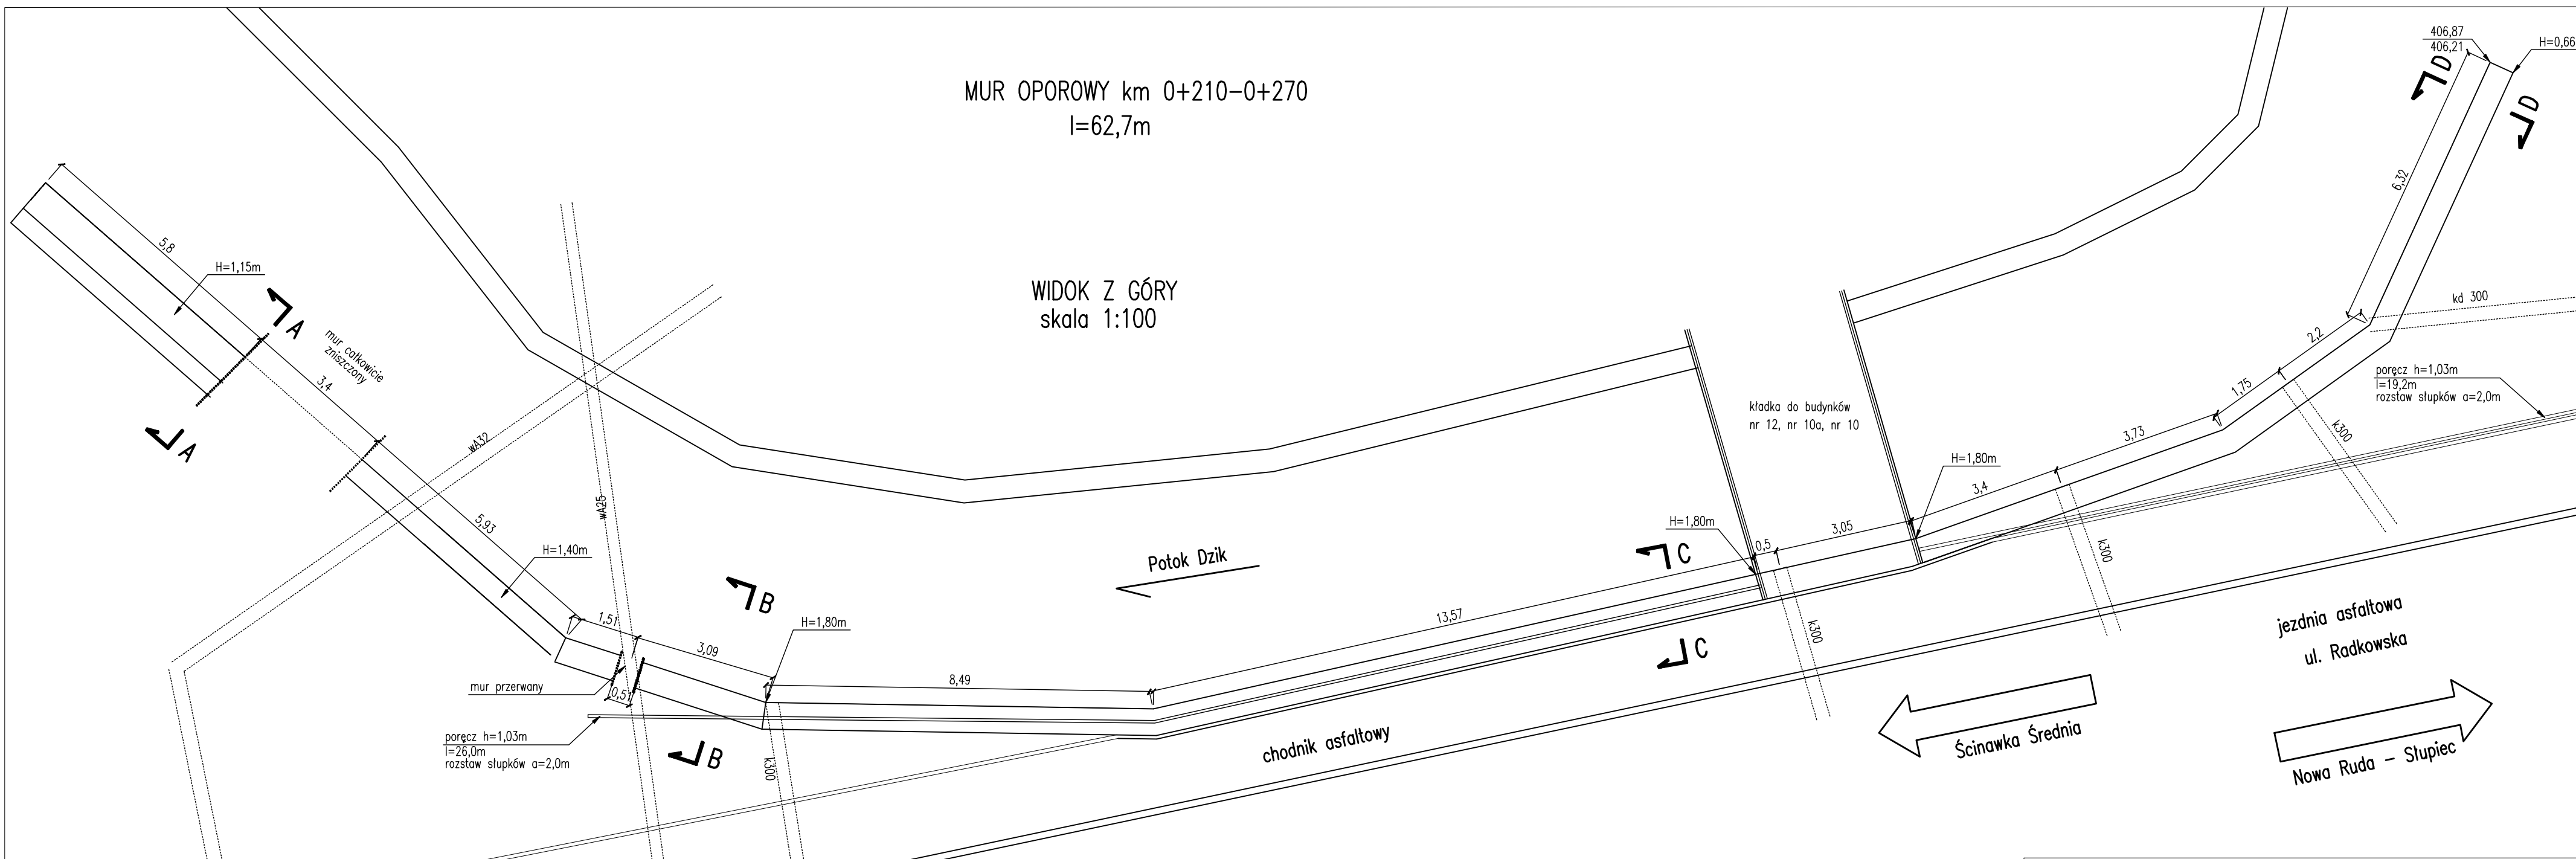 MUR OPOROWY km 0+210-0+270
l=62,7m
WIDOK Z GÓRY
skala 1:100
406,87
406,21
H=0,66
D
D
6,32
kd 300
2,2
1,75
k300
poręcz h=1,03m
l=19,2m
rozstaw słupków a=2,0m
3,73
3,4
k300
H=1,80m
kładka do budynków
nr 12, nr 10a, nr 10
3,05
0,5
H=1,80m
k300
C
C
13,57
Potok Dzik
5,8
H=1,15m
A
A
mur całkowicie
zniszczony
3,4
wA32
wA25
5,93
H=1,40m
B
B
1,51
3,09
H=1,80m
8,49
mur przerwany
0,51
poręcz h=1,03m
l=26,0m
rozstaw słupków a=2,0m
k300
chodnik asfaltowy
jezdnia asfaltowa
ul. Radkowska
Ścinawka Średnia
Nowa Ruda – Słupiec